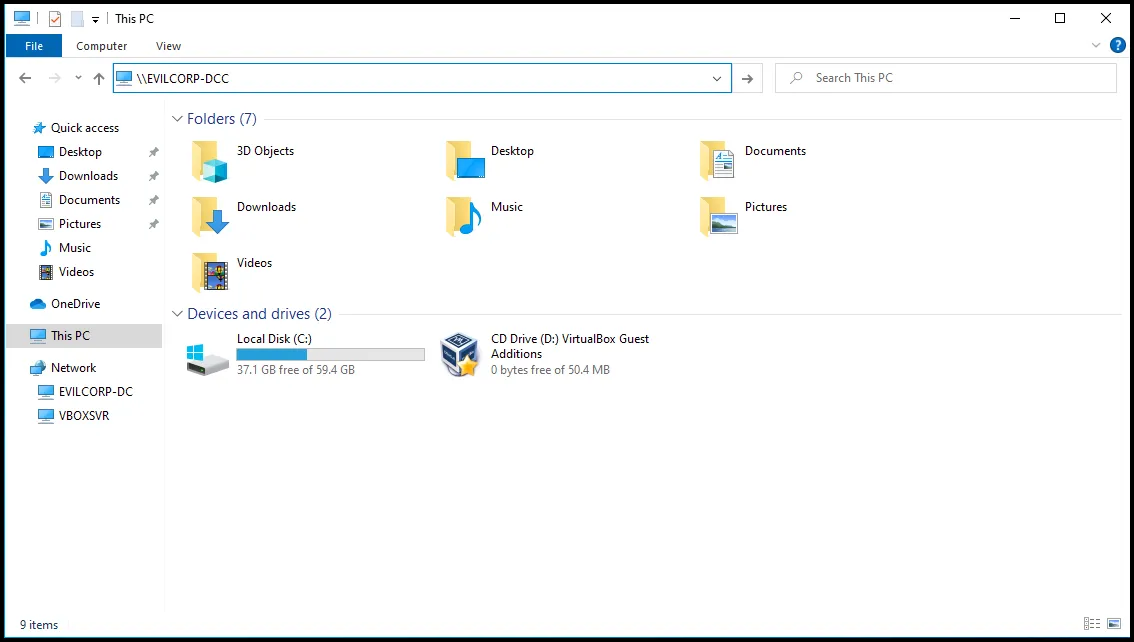 This PC
File Computer View
\\EVILCORP-DCC
Search This PC
Quick access
Desktop
Downloads
Documents
Pictures
Music
Videos
OneDrive
This PC
Network
EVILCORP-DC
VBOXSVR
Folders (7)
3D Objects
Desktop
Documents
Downloads
Music
Pictures
Videos
Devices and drives (2)
Local Disk (C:)
37.1 GB free of 59.4 GB
CD Drive (D:) VirtualBox Guest
Additions
0 bytes free of 50.4 MB
9 items